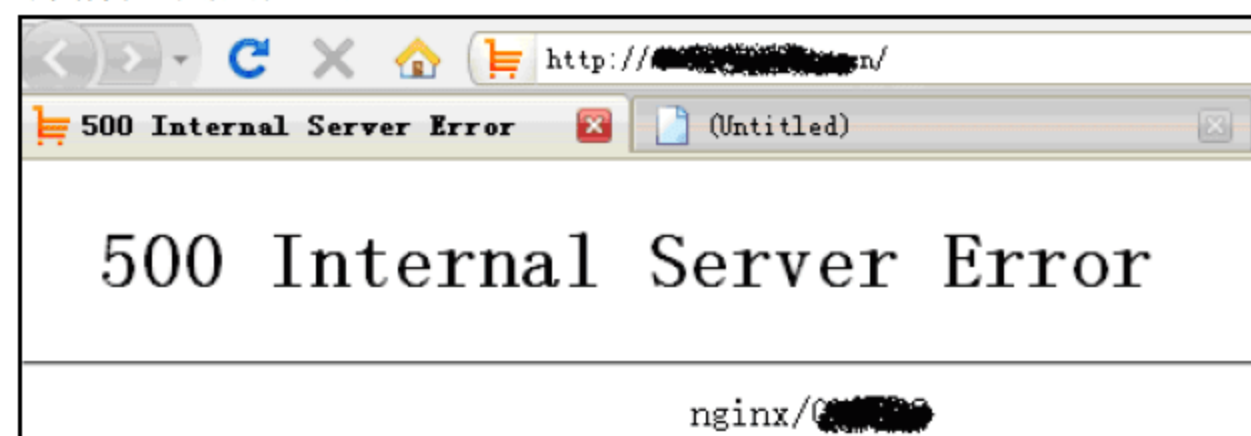 http://
500 Internal Server Error
(Untitled)
500 Internal Server Error
nginx/